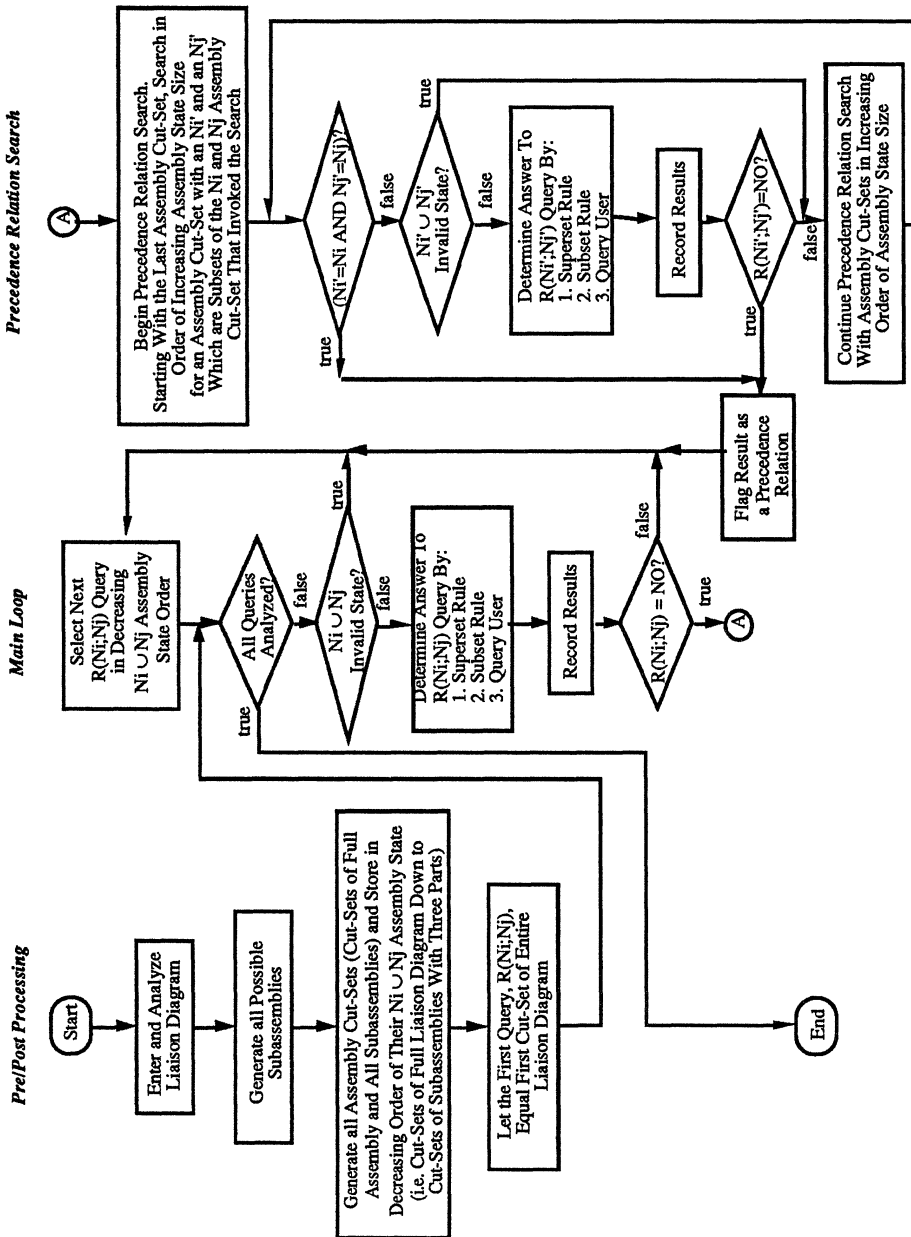 Pre/Post Processing
Start
Enter and Analyze
Liaison Diagram
Generate all Possible
Subassemblies
Generate all Assembly Cut-Sets (Cut-Sets of Full
Assembly and All Subassemblies) and Store in
Decreasing Order of Their Ni ∪ Nj Assembly State
(i.e. Cut-Sets of Full Liaison Diagram Down to
Cut-Sets of Subassemblies With Three Parts)
Let the First Query, R(Ni;Nj),
Equal First Cut-Set of Entire
Liaison Diagram
End
Main Loop
Select Next
R(Ni;Nj) Query
in Decreasing
Ni ∪ Nj Assembly
State Order
All Queries
Analyzed?
true
false
Ni ∪ Nj
Invalid State?
true
false
Determine Answer To
R(Ni;Nj) Query By:
1. Superset Rule
2. Subset Rule
3. Query User
Record Results
R(Ni;Nj) = NO?
false
true
A
Precedence Relation Search
A
Begin Precedence Relation Search.
Starting With the Last Assembly Cut-Set, Search in
Order of Increasing Assembly State Size
for an Assembly Cut-Set with an Ni' and an Nj'
Which are Subsets of the Ni and Nj Assembly
Cut-Set That Invoked the Search
(Ni'=Ni AND Nj'=Nj)?
true
false
Ni' ∪ Nj'
Invalid State?
true
false
Determine Answer To
R(Ni';Nj') Query By:
1. Superset Rule
2. Subset Rule
3. Query User
Record Results
R(Ni';Nj')=NO?
true
false
Flag Result as
a Precedence
Relation
Continue Precedence Relation Search
With Assembly Cut-Sets in Increasing
Order of Assembly State Size